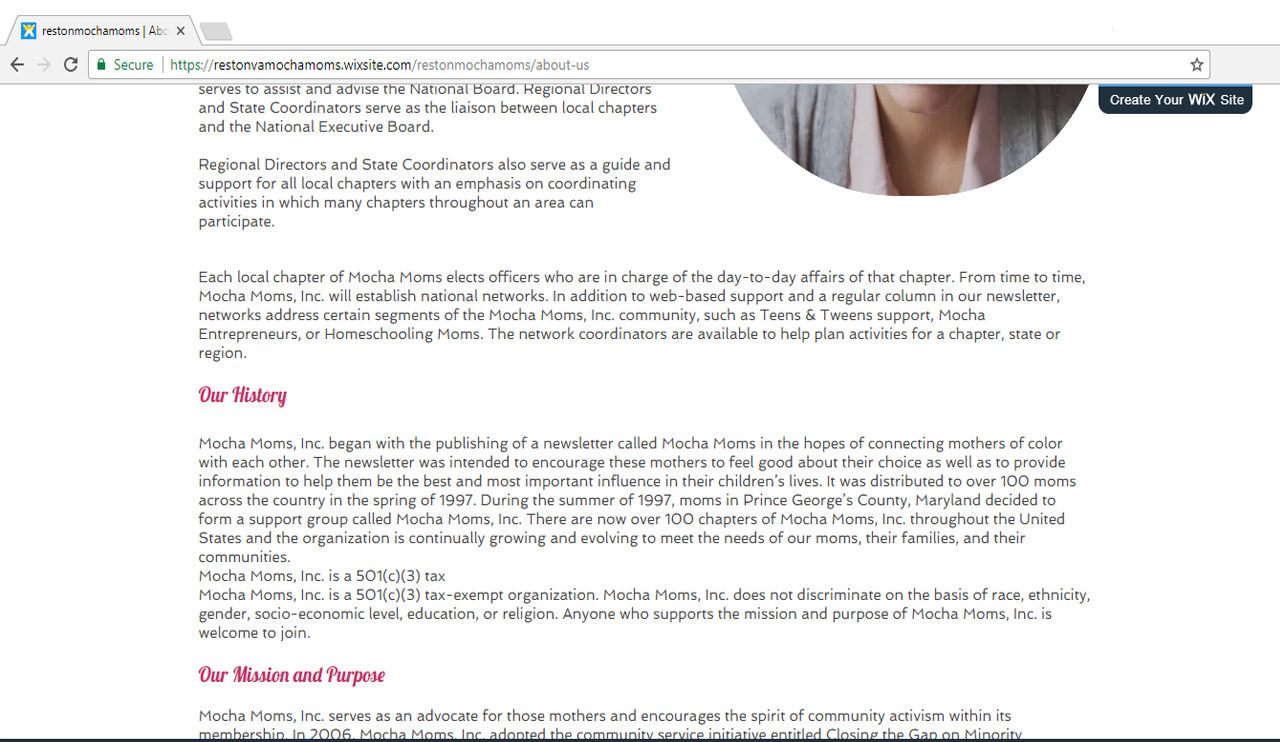 restonmochamoms | Abo
Secure
https://restonvamochamoms.wixsite.com/restonmochamoms/about-us
Create Your WiX Site
serves to assist and advise the National Board. Regional Directors
and State Coordinators serve as the liaison between local chapters
and the National Executive Board.
Regional Directors and State Coordinators also serve as a guide and
support for all local chapters with an emphasis on coordinating
activities in which many chapters throughout an area can
participate.
Each local chapter of Mocha Moms elects officers who are in charge of the day-to-day affairs of that chapter. From time to time,
Mocha Moms, Inc. will establish national networks. In addition to web-based support and a regular column in our newsletter,
networks address certain segments of the Mocha Moms, Inc. community, such as Teens & Tweens support, Mocha
Entrepreneurs, or Homeschooling Moms. The network coordinators are available to help plan activities for a chapter, state or
region.
Our History
Mocha Moms, Inc. began with the publishing of a newsletter called Mocha Moms in the hopes of connecting mothers of color
with each other. The newsletter was intended to encourage these mothers to feel good about their choice as well as to provide
information to help them be the best and most important influence in their children’s lives. It was distributed to over 100 moms
across the country in the spring of 1997. During the summer of 1997, moms in Prince George’s County, Maryland decided to
form a support group called Mocha Moms, Inc. There are now over 100 chapters of Mocha Moms, Inc. throughout the United
States and the organization is continually growing and evolving to meet the needs of our moms, their families, and their
communities.
Mocha Moms, Inc. is a 501(c)(3) tax
Mocha Moms, Inc. is a 501(c)(3) tax-exempt organization. Mocha Moms, Inc. does not discriminate on the basis of race, ethnicity,
gender, socio-economic level, education, or religion. Anyone who supports the mission and purpose of Mocha Moms, Inc. is
welcome to join.
Our Mission and Purpose
Mocha Moms, Inc. serves as an advocate for those mothers and encourages the spirit of community activism within its
membership. In 2006, Mocha Moms, Inc. adopted the community service initiative entitled Closing the Gap on Minority